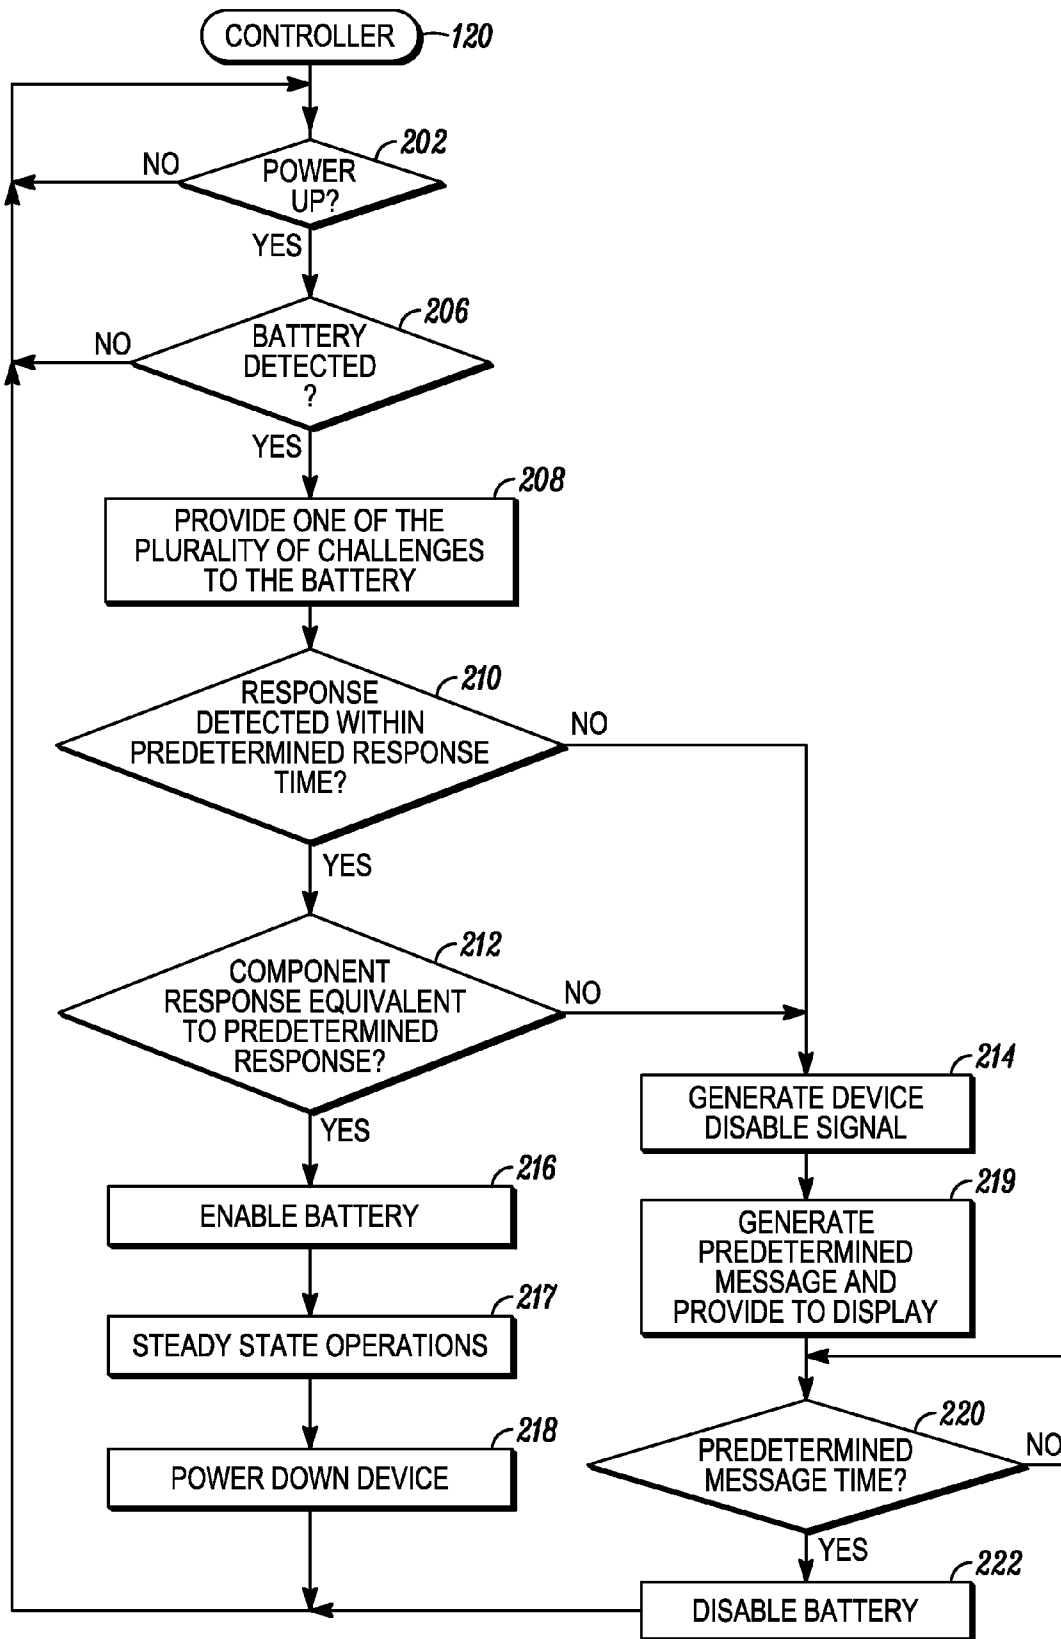 CONTROLLER
120
202
NO
POWER
UP?
YES
206
NO
BATTERY
DETECTED
?
YES
208
PROVIDE ONE OF THE
PLURALITY OF CHALLENGES
TO THE BATTERY
210
RESPONSE
DETECTED WITHIN
PREDETERMINED RESPONSE
TIME?
NO
YES
212
COMPONENT
RESPONSE EQUIVALENT
TO PREDETERMINED
RESPONSE?
NO
YES
214
GENERATE DEVICE
DISABLE SIGNAL
216
ENABLE BATTERY
219
GENERATE
PREDETERMINED
MESSAGE AND
PROVIDE TO DISPLAY
217
STEADY STATE OPERATIONS
218
POWER DOWN DEVICE
220
PREDETERMINED
MESSAGE TIME?
NO
YES
222
DISABLE BATTERY